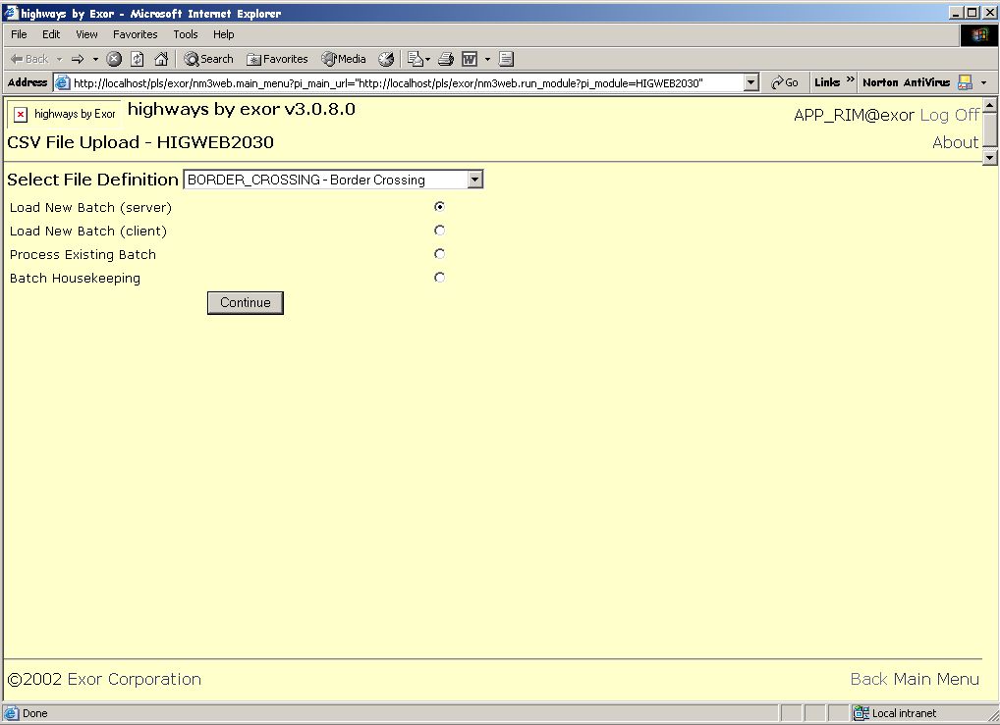 highways by Exor - Microsoft Internet Explorer
File Edit View Favorites Tools Help
Back Search Favorites Media
Address http://localhost/pls/exor/nm3web.main_menu?pi_main_url="http://localhost/pls/exor/nm3web.run_module?pi_module=HIGWEB2030" Go Links » Norton AntiVirus
highways by Exor highways by exor v3.0.8.0 APP_RIM@exor Log Off
CSV File Upload - HIGWEB2030 About
Select File Definition BORDER_CROSSING - Border Crossing
Load New Batch (server)
Load New Batch (client)
Process Existing Batch
Batch Housekeeping
Continue
©2002 Exor Corporation Back Main Menu
Done Local intranet